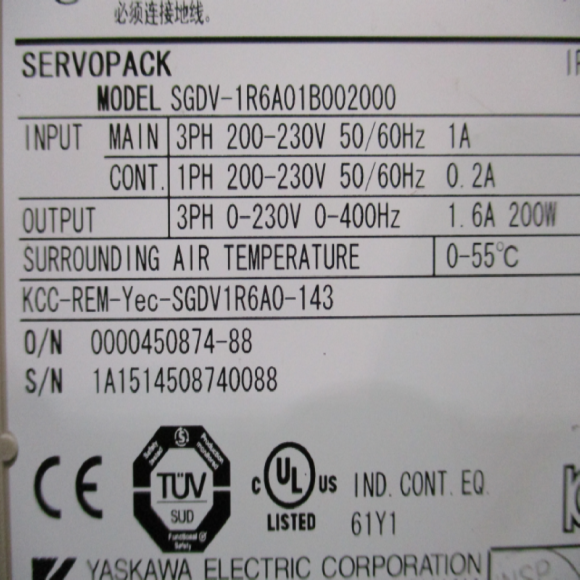 必须连接地线。
SERVOPACK
MODEL SGDV-1R6A01B002000
INPUT MAIN 3PH 200-230V 50/60Hz 1A
CONT. 1PH 200-230V 50/60Hz 0.2A
OUTPUT 3PH 0-230V 0-400Hz 1.6A 200W
SURROUNDING AIR TEMPERATURE 0-55℃
KCC-REM-Yec-SGDV1R6A0-143
O/N 0000450874-88
S/N 1A1514508740088
CE
TÜV
SUD
Functional Safety
C UL US
LISTED
IND. CONT. EQ.
61Y1
YASKAWA ELECTRIC CORPORATION